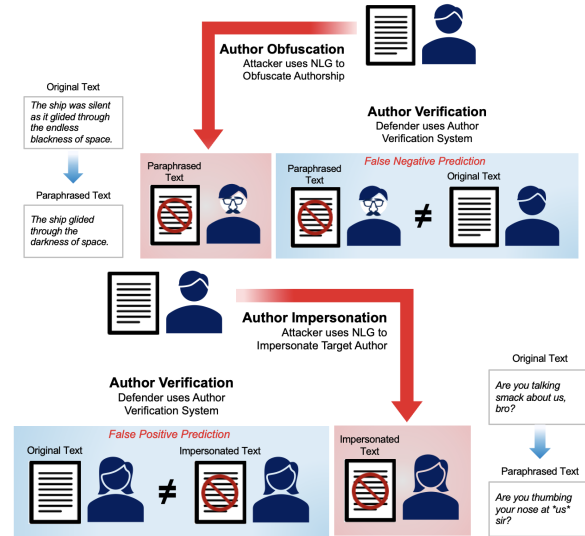 Author Obfuscation
Attacker uses NLG to
Obfuscate Authorship
Original Text
The ship was silent
as it glided through
the endless
blackness of space.
Paraphrased Text
The ship glided
through the
darkness of space.
Paraphrased
Text
Author Verification
Defender uses Author
Verification System
False Negative Prediction
Paraphrased
Text
Original Text
≠
Author Impersonation
Attacker uses NLG to
Impersonate Target Author
Author Verification
Defender uses Author
Verification System
False Positive Prediction
Original Text
Impersonated Text
≠
Impersonated
Text
Original Text
Are you talking
smack about us,
bro?
Paraphrased Text
Are you thumbing
your nose at *us*
sir?